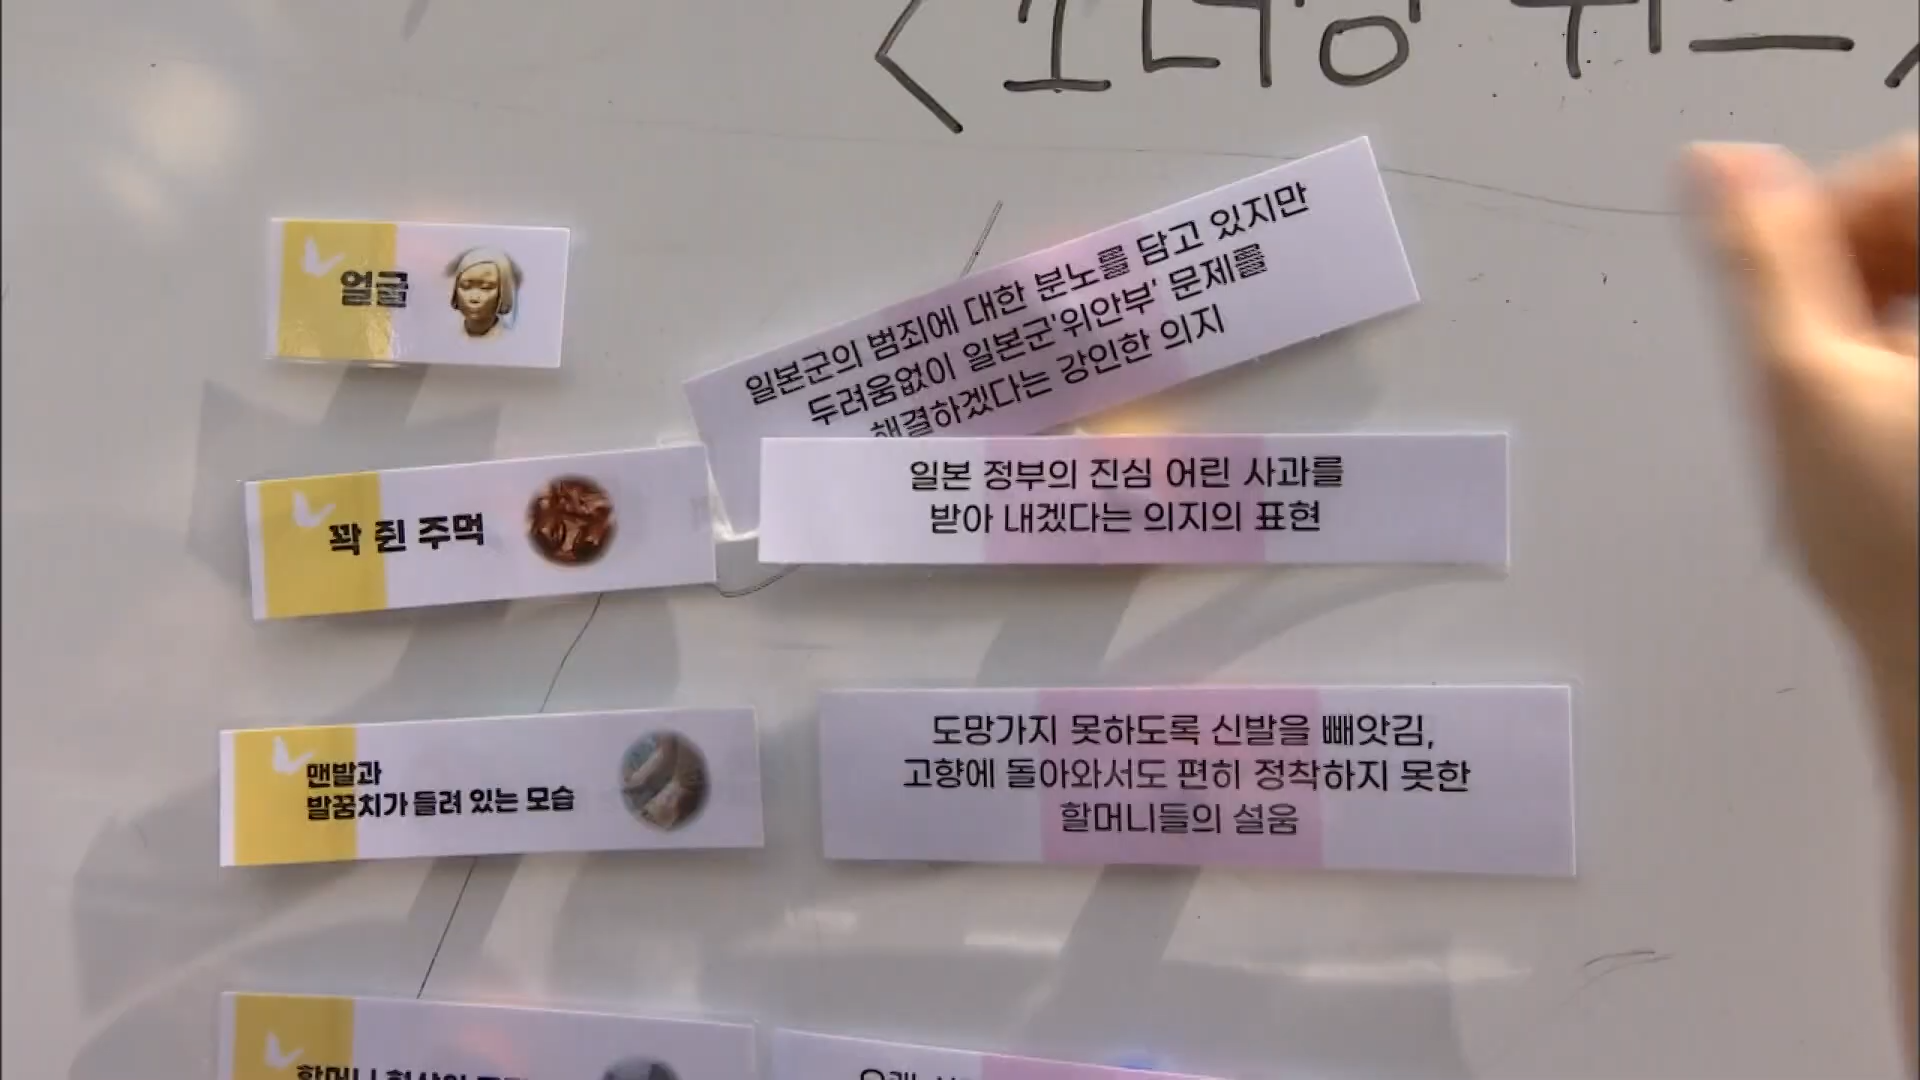 얼굴
일본군의 범죄에 대한 분노를 담고 있지만
두려움없이 일본군'위안부' 문제를
해결하겠다는 강인한 의지
꽉 쥔 주먹
일본 정부의 진심 어린 사과를
받아 내겠다는 의지의 표현
맨발과
발꿈치가 들려 있는 모습
도망가지 못하도록 신발을 빼앗김,
고향에 돌아와서도 편히 정착하지 못한
할머니들의 설움
할머니